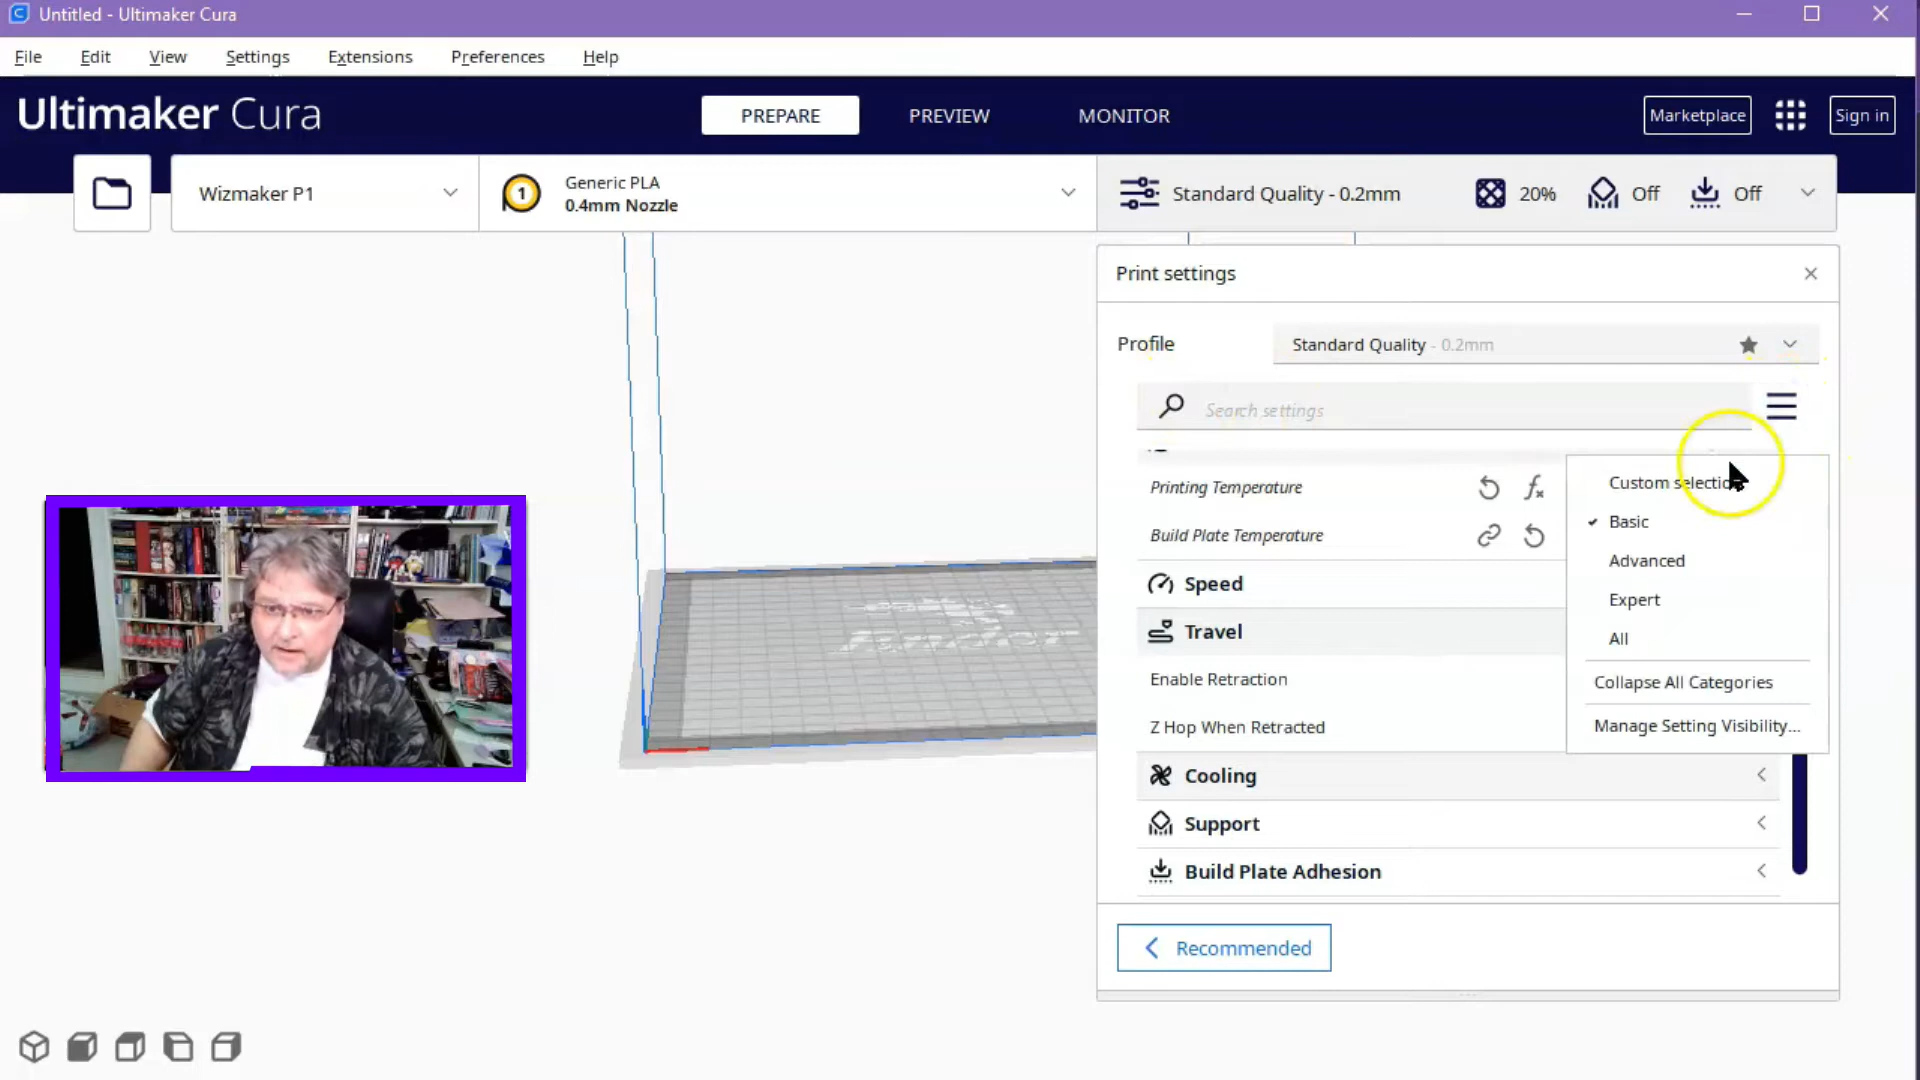 Untitled - Ultimaker Cura
File Edit View Settings Extensions Preferences Help
Ultimaker Cura
PREPARE PREVIEW MONITOR
Marketplace
Sign in
Wizmaker P1
1
Generic PLA
0.4mm Nozzle
Standard Quality - 0.2mm
20%
Off
Off
Print settings
Profile
Standard Quality - 0.2mm
Search settings
Printing Temperature
Build Plate Temperature
Speed
Travel
Enable Retraction
Z Hop When Retracted
Cooling
Support
Build Plate Adhesion
Custom selection
Basic
Advanced
Expert
All
Collapse All Categories
Manage Setting Visibility...
Recommended